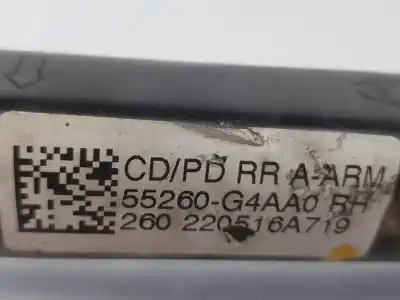 CD/PD RR A-ARM
55260-G4AA0 RH
260 220516A719